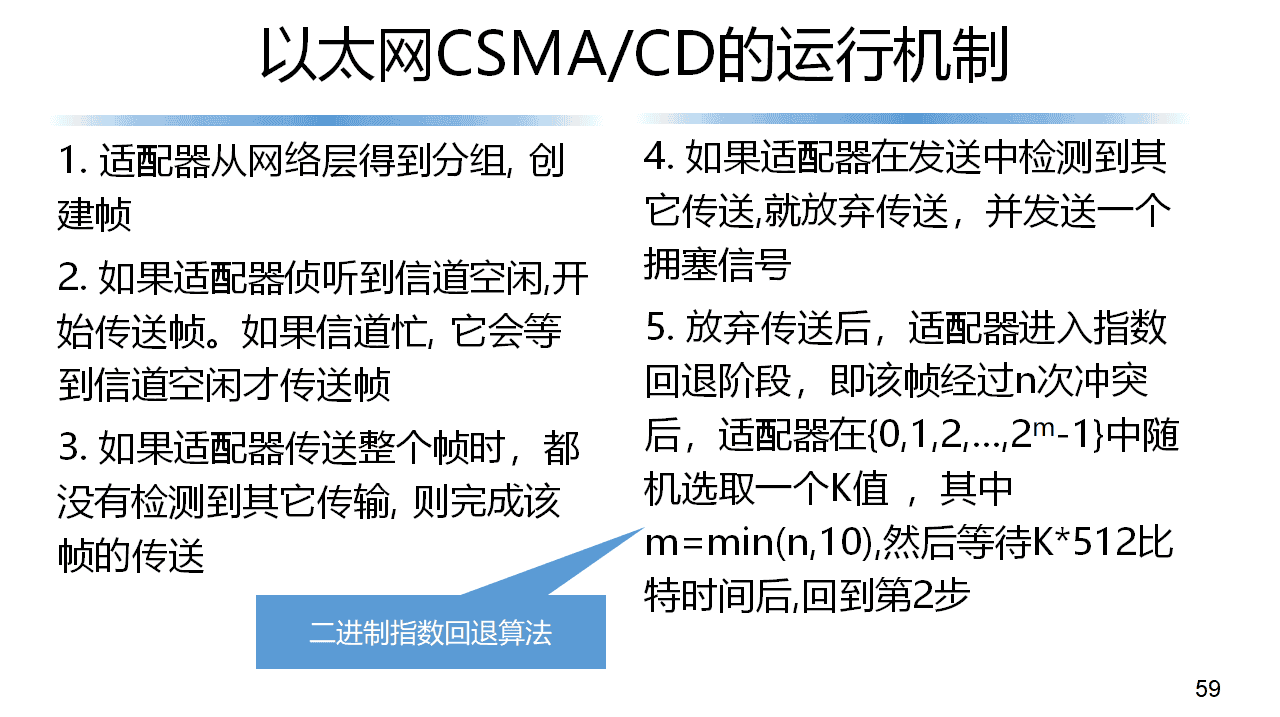 以太网CSMA/CD的运行机制
1. 适配器从网络层得到分组, 创
建帧
2. 如果适配器侦听到信道空闲,开
始传送帧。如果信道忙, 它会等
到信道空闲才传送帧
3. 如果适配器传送整个帧时，都
没有检测到其它传输, 则完成该
帧的传送
4. 如果适配器在发送中检测到其
它传送,就放弃传送，并发送一个
拥塞信号
5. 放弃传送后，适配器进入指数
回退阶段，即该帧经过n次冲突
后，适配器在{0,1,2,…,2ᵐ-1}中随
机选取一个K值 ，其中
m=min(n,10),然后等待K*512比
特时间后,回到第2步
二进制指数回退算法
59